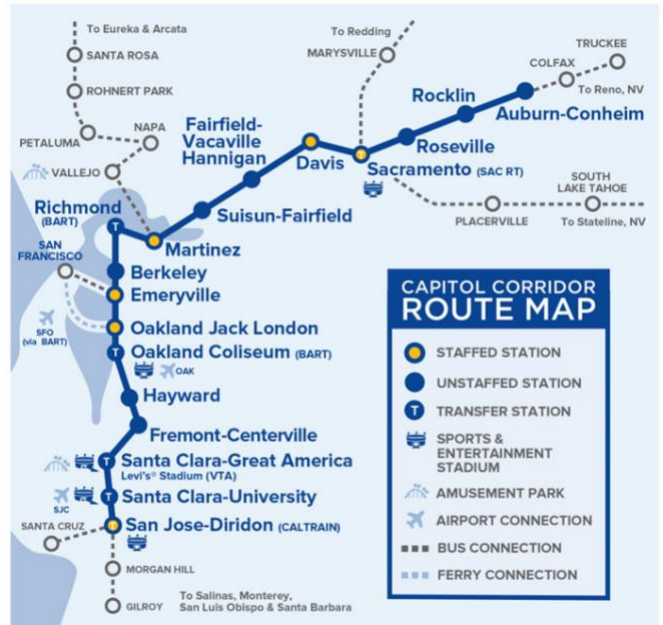 To Eureka & Arcata
SANTA ROSA
ROHNERT PARK
PETALUMA
NAPA
VALLEJO
To Redding
MARYSVILLE
TRUCKEE
COLFAX
To Reno, NV
Rocklin
Auburn-Conheim
Roseville
Sacramento (SAC RT)
T
Davis
Fairfield-
Vacaville
Hannigan
Suisun-Fairfield
SOUTH
LAKE TAHOE
PLACERVILLE
To Stateline, NV
Richmond
(BART)
T
Martinez
SAN
FRANCISCO
Berkeley
Emeryville
SFO
(via BART)
Oakland Jack London
T
Oakland Coliseum (BART)
OAK
Hayward
Fremont-Centerville
T
Santa Clara-Great America
Levi's® Stadium (VTA)
T
Santa Clara-University
SJC
SANTA CRUZ
T
San Jose-Diridon (CALTRAIN)
MORGAN HILL
GILROY
To Salinas, Monterey,
San Luis Obispo & Santa Barbara
CAPITOL CORRIDOR
ROUTE MAP
STAFFED STATION
UNSTAFFED STATION
T TRANSFER STATION
SPORTS &
ENTERTAINMENT
STADIUM
AMUSEMENT PARK
AIRPORT CONNECTION
BUS CONNECTION
FERRY CONNECTION